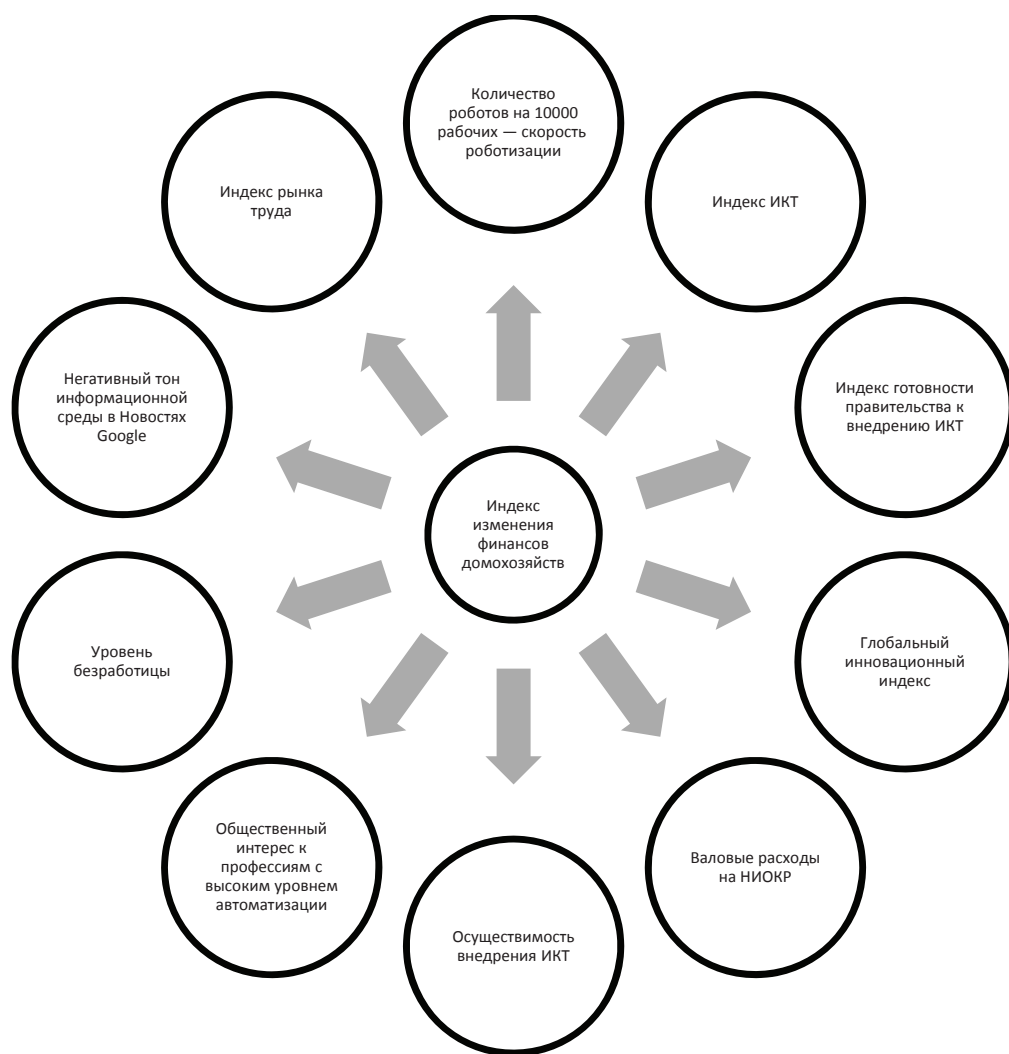 Количество
роботов на 10000
рабочих — скорость
роботизации
Индекс ИКТ
Индекс готовности
правительства к
внедрению ИКТ
Глобальный
инновационный
индекс
Валовые расходы
на НИОКР
Осуществимость
внедрения ИКТ
Общественный
интерес к
профессиям с
высоким уровнем
автоматизации
Уровень
безработицы
Негативный тон
информационной
среды в Новостях
Google
Индекс рынка
труда
Индекс
изменения
финансов
домохозяйств